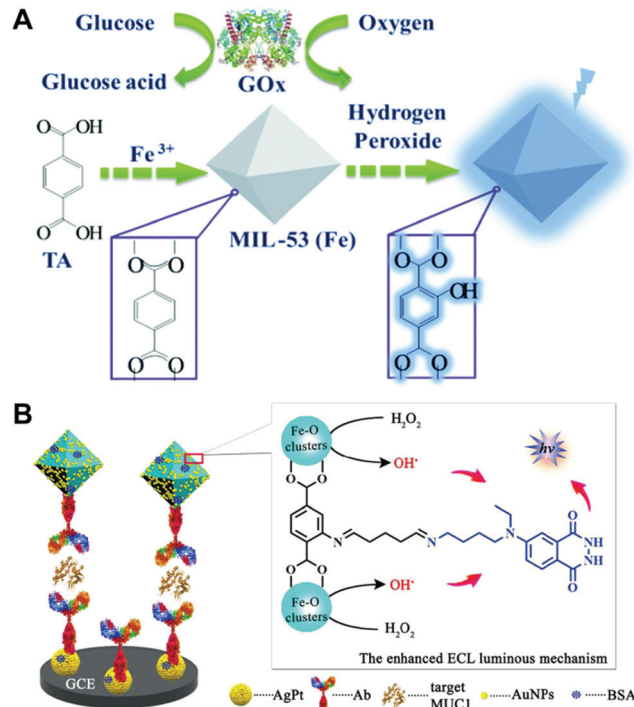 A
Glucose
Oxygen
Glucose acid
GOx
O
OH
Fe3+
Hydrogen
Peroxide
O
OH
TA
MIL-53 (Fe)
O O
O O
O O
OH
O O
B
GCE
Fe-O
clusters
H2O2
OH•
hν
O O
N
N
N
O
NH
NH
O
O O
Fe-O
clusters
OH•
H2O2
The enhanced ECL luminous mechanism
AgPt
Ab
target
MUC1
AuNPs
BSA